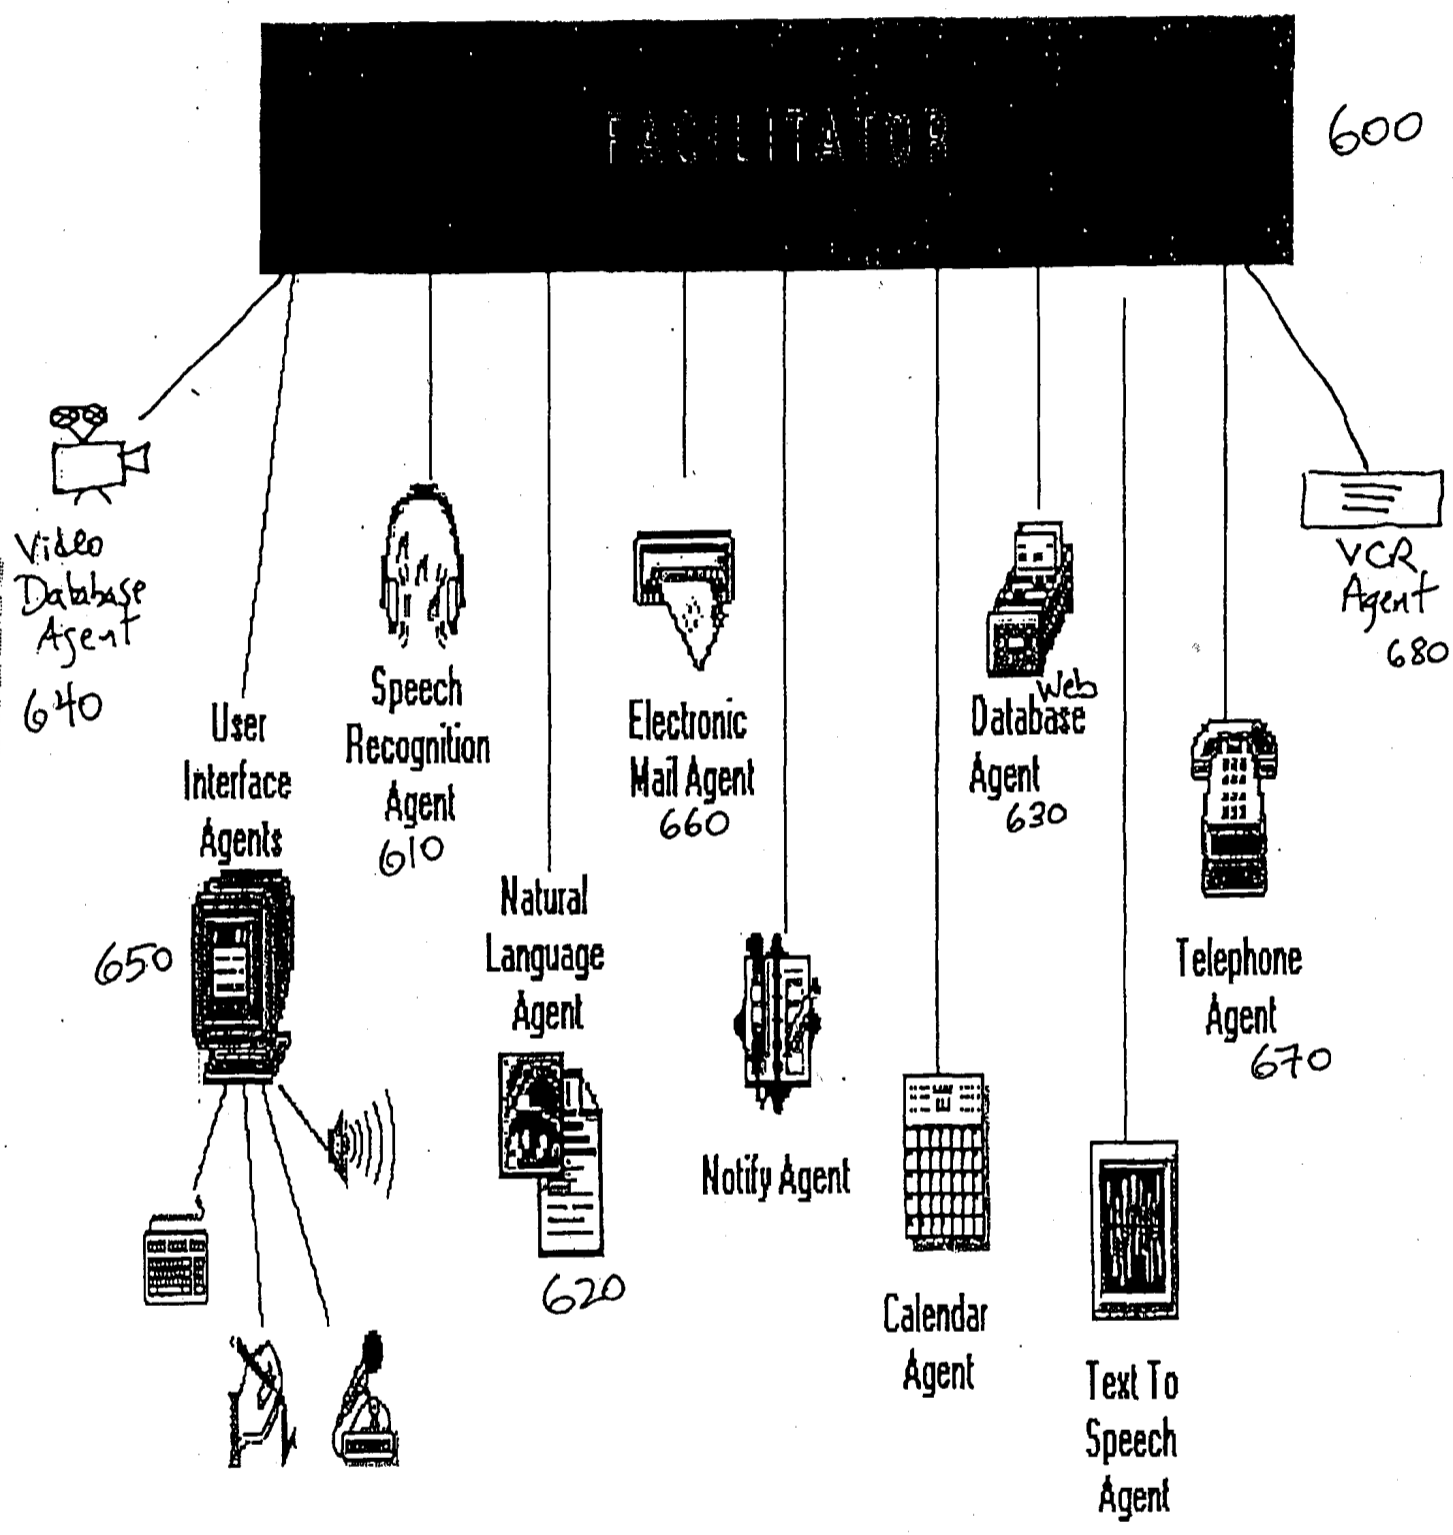 FACILITATOR
600
Video
Database
Agent
640
User
Interface
Agents
650
Speech
Recognition
Agent
610
Natural
Language
Agent
620
Electronic
Mail Agent
660
Notify Agent
Calendar
Agent
Web
Database
Agent
630
Text To
Speech
Agent
Telephone
Agent
670
VCR
Agent
680